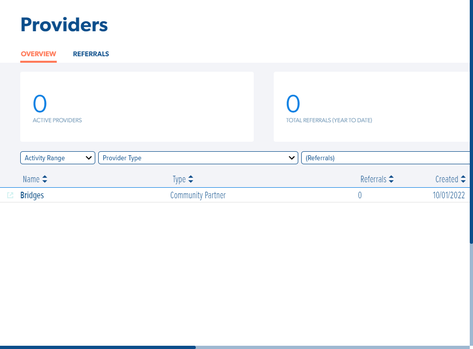 Providers
OVERVIEW REFERRALS
0 0
ACTIVE PROVIDERS TOTAL REFERRALS (YEAR TO DATE)
Activity Range Provider Type (Referrals)
Name Type Referrals Created
Bridges Community Partner 0 10/01/2022